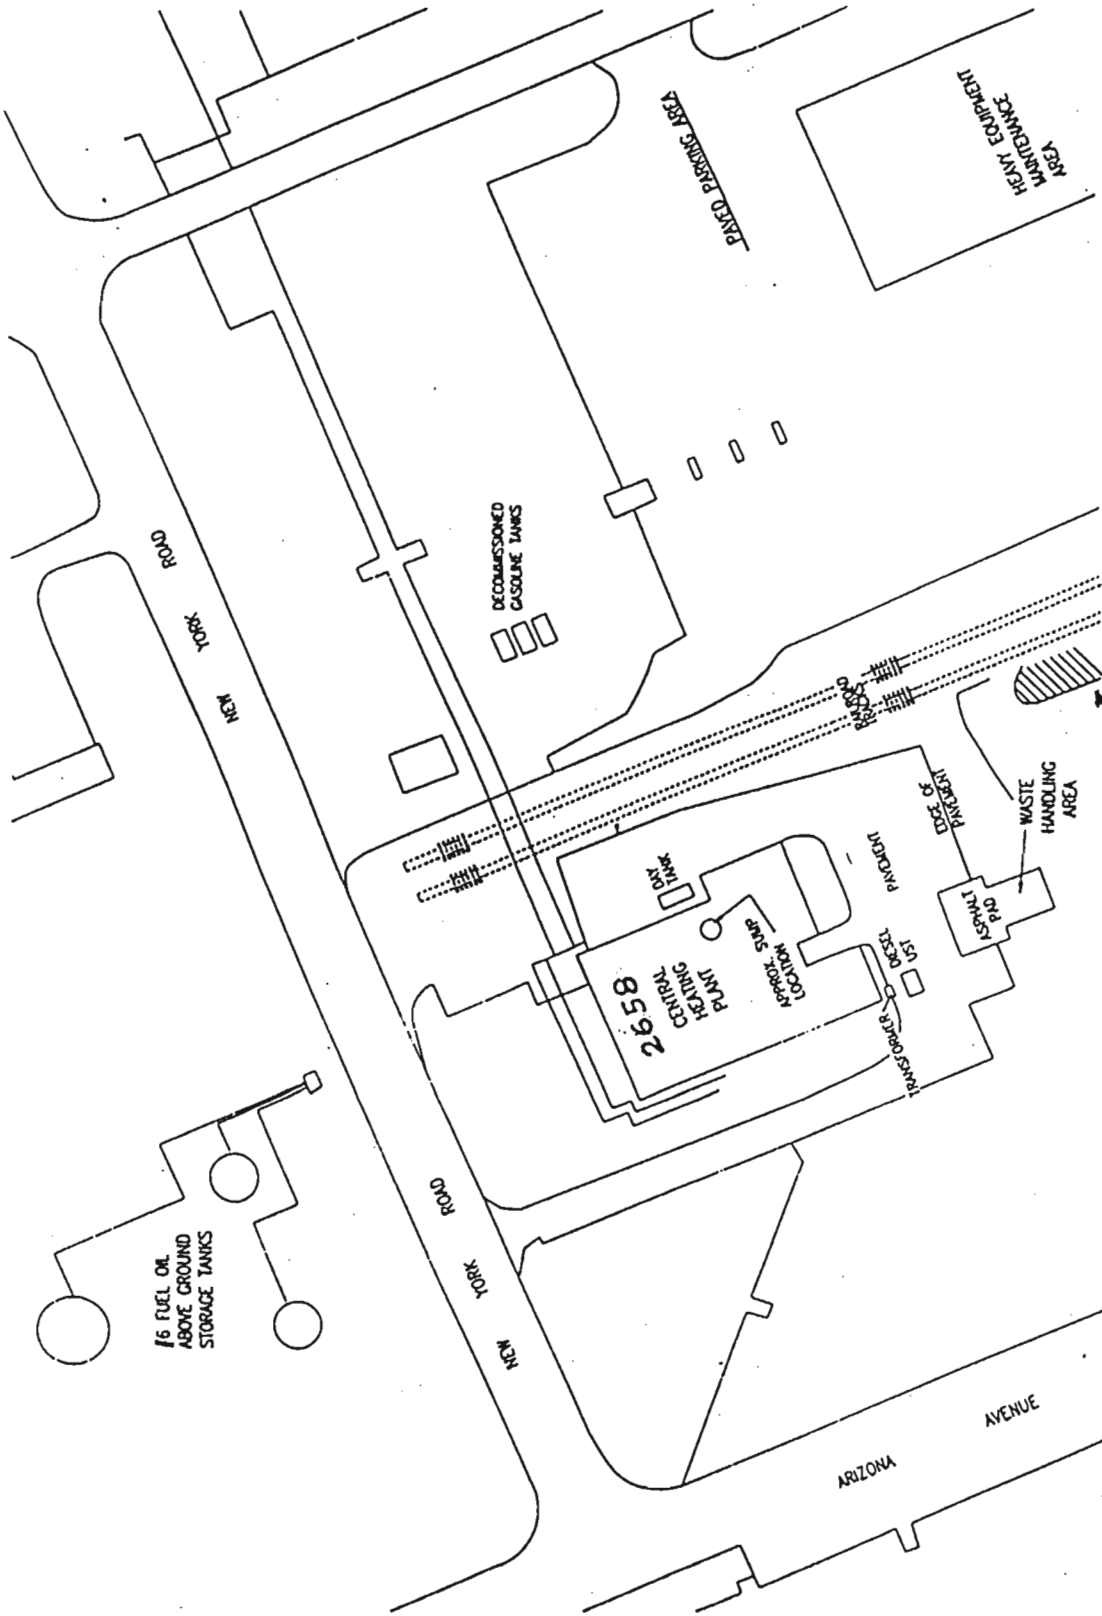 HEAVY EQUIPMENT
MAINTENANCE
AREA
PAVED PARKING AREA
DECOMMISSIONED
GASOLINE TANKS
NEW YORK ROAD
RAILROAD
TRACKS
EDGE OF
PAVEMENT
WASTE
HANDLING
AREA
PAVEMENT
DAY
TANK
ASPHALT
PAD
APPROX. SUMP
LOCATION
DIESEL
UST
2658
CENTRAL
HEATING
PLANT
TRANSFORMER
#6 FUEL OIL
ABOVE GROUND
STORAGE TANKS
NEW YORK ROAD
ARIZONA AVENUE